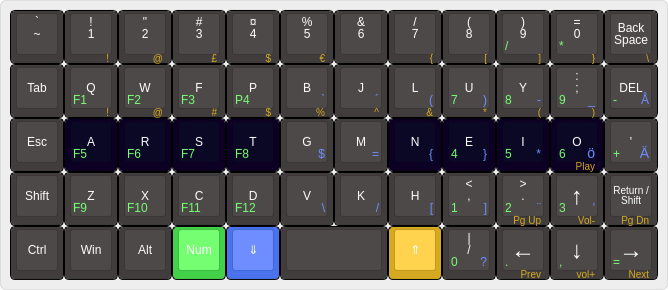 ` ! " # ¤ % & / ( ) = Back
~ 1 2 3 4 5 6 7 8 9 0 Space
/ *
! @ £ $ € { [ ] } \
Tab Q W F P B J L U Y : DEL
;
F1 F2 F3 P4 ` ´ ( 7 ) 8 - 9 _ - Å
! @ # $ % ^ & * ( )
Esc A R S T G M N E I O '
F5 F6 F7 F8 $ = { 4 } 5 * 6 ö + Ä
Play
Shift Z X C D V K H < > ↑ Return /
, . Shift
F9 F10 F11 F12 \ / [ 1 ] 2 ¨ 3 '
Pg Up Vol- Pg Dn
Ctrl Win Alt Num ⇓ ⇑ | ← ↓ →
/
0 ? . , =
Prev vol+ Next